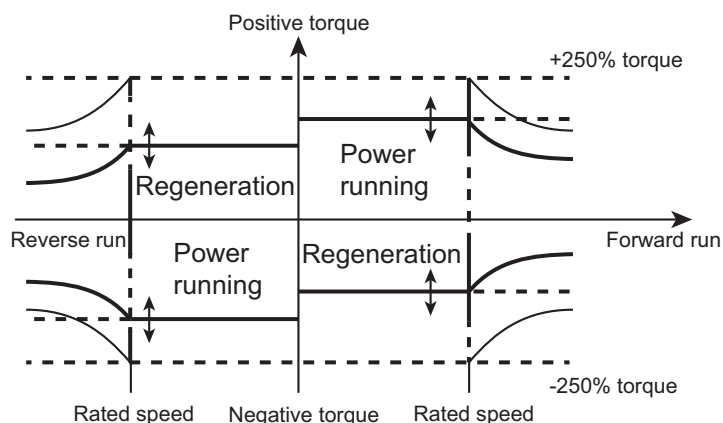 Positive torque
+250% torque
Power
running
Regeneration
Reverse run
Forward run
Power
running
Regeneration
-250% torque
Rated speed
Negative torque
Rated speed